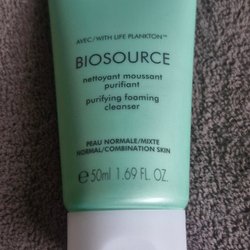 AVEC/WITH LIFE PLANKTON™
BIOSOURCE
nettoyant moussant
purifiant
purifying foaming
cleanser
PEAU NORMALE/MIXTE
NORMAL/COMBINATION SKIN
e 50ml 1.69 FL. OZ.